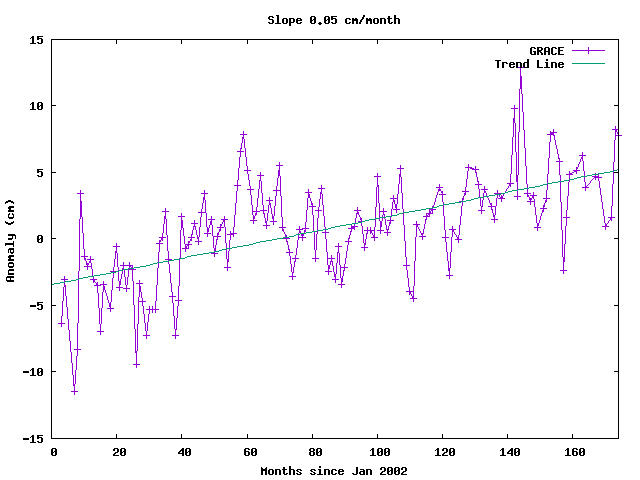 Slope 0.05 cm/month
15
GRACE
Trend Line
10
5
0
-5
-10
-15
Anomaly (cm)
0 20 40 60 80 100 120 140 160
Months since Jan 2002